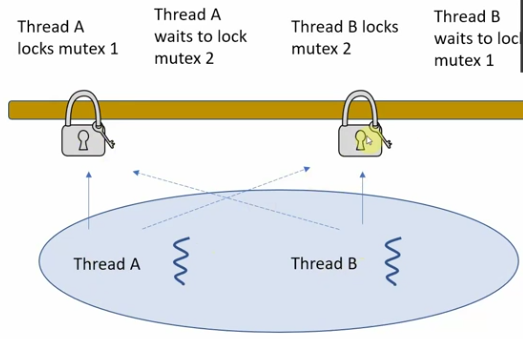 Thread A
locks mutex 1
Thread A
waits to lock
mutex 2
Thread B locks
mutex 2
Thread B
waits to loc
mutex 1
Thread A
Thread B